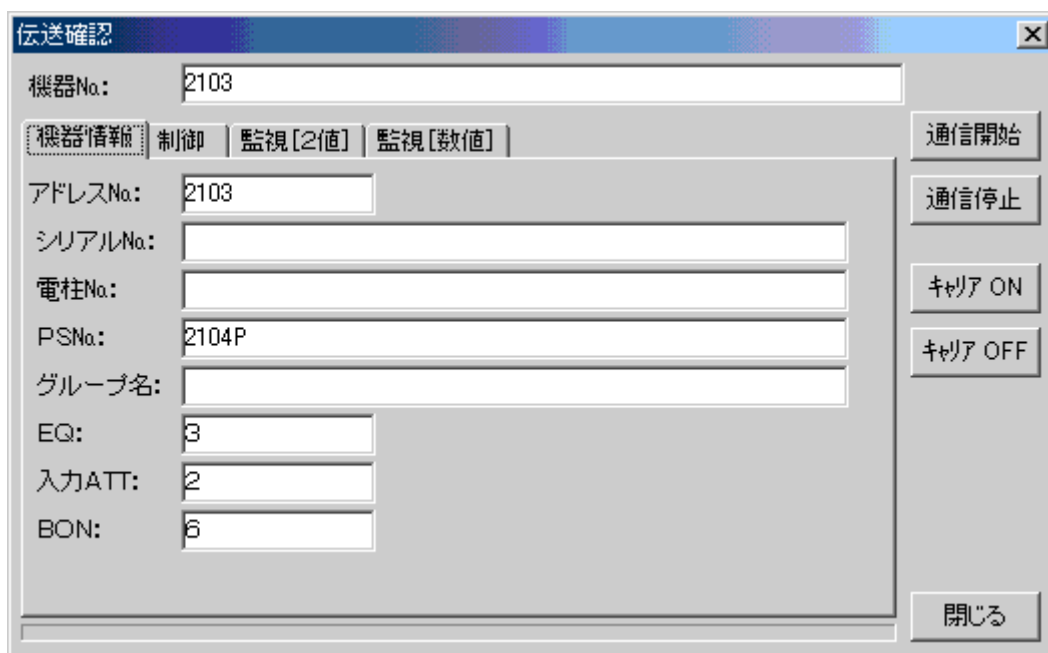 伝送確認
機器No.: 2103
機器情報 制御 監視[2値] 監視[数値]
アドレスNo.: 2103
シリアルNo.:
電柱No.:
PSNo.: 2104P
グループ名:
EQ: 3
入力ATT: 2
BON: 6
通信開始
通信停止
キャリア ON
キャリア OFF
閉じる